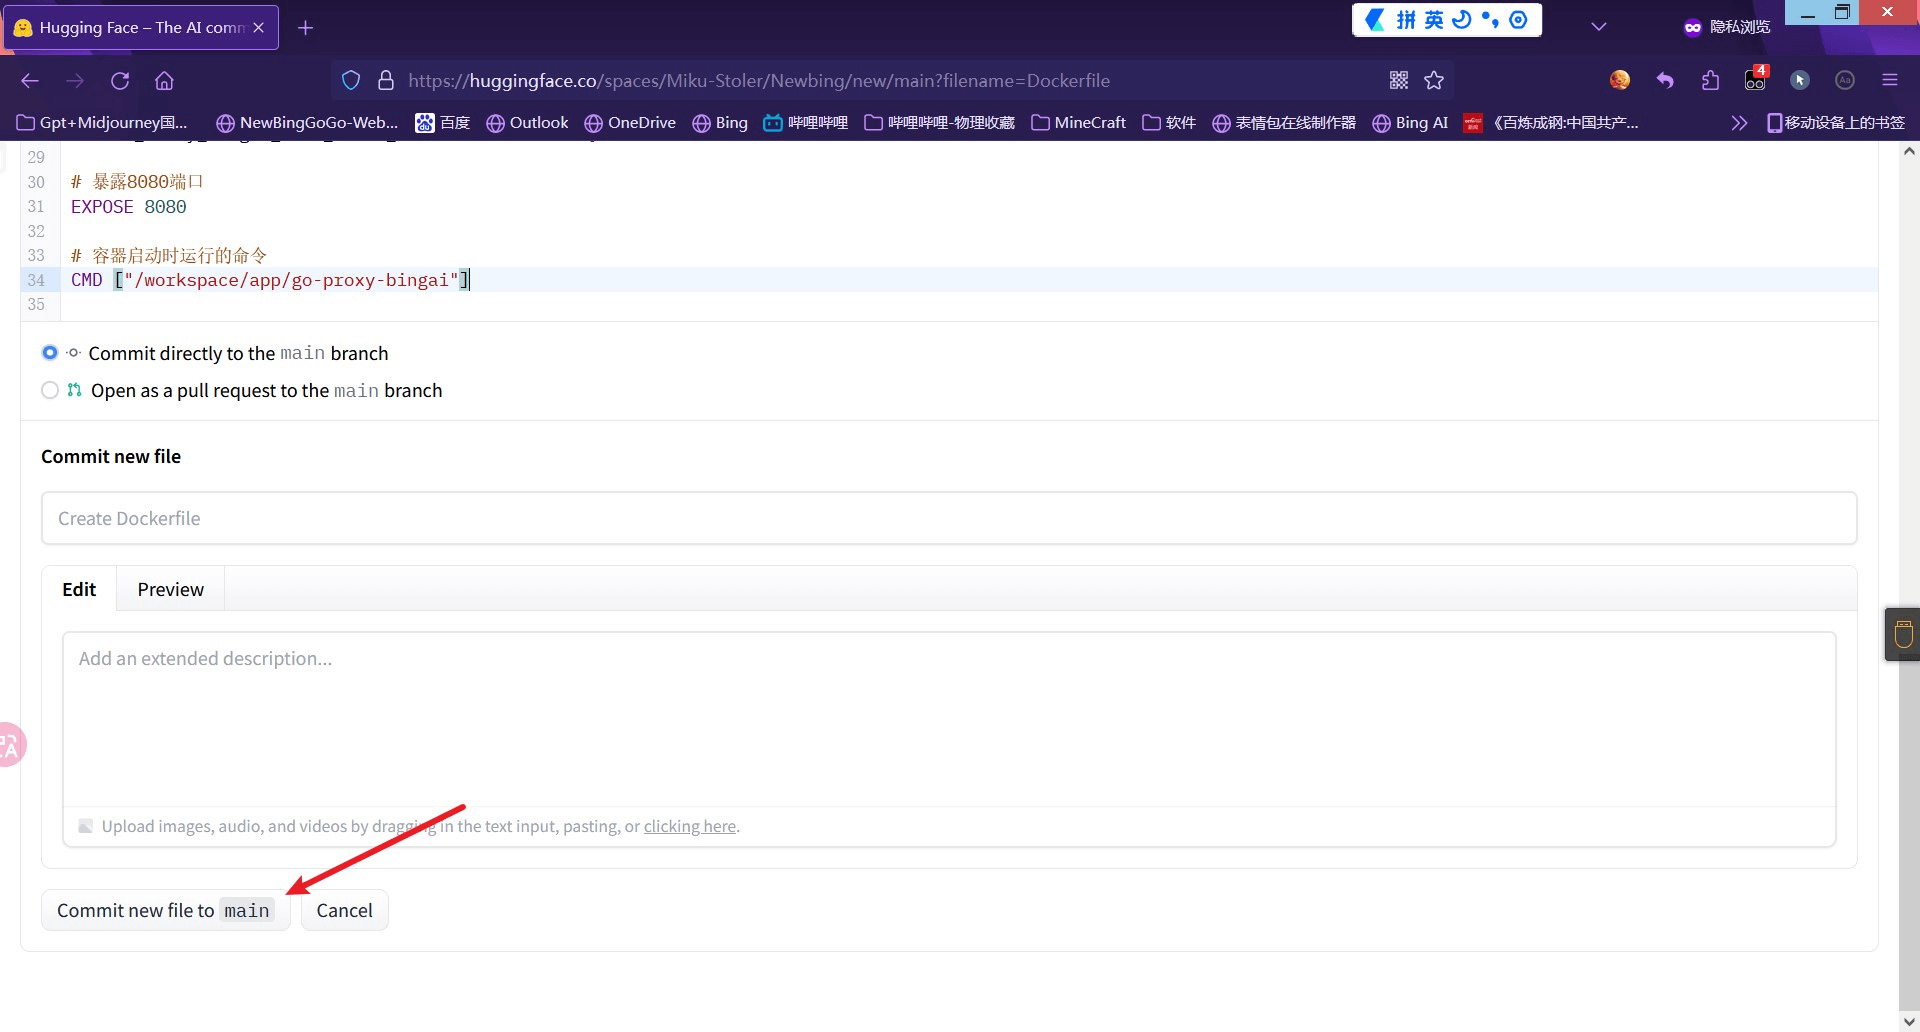 Hugging Face – The AI comm
拼 英
隐私浏览
https://huggingface.co/spaces/Miku-Stoler/Newbing/new/main?filename=Dockerfile
4
Aa
Gpt+Midjourney国... NewBingGoGo-Web... 百度 Outlook OneDrive Bing 哔哩哔哩 哔哩哔哩-物理收藏 MineCraft 软件 表情包在线制作器 Bing AI 《百炼成钢:中国共产... 移动设备上的书签
29
30 # 暴露8080端口
31 EXPOSE 8080
32
33 # 容器启动时运行的命令
34 CMD ["/workspace/app/go-proxy-bingai"]
35
Commit directly to the main branch
Open as a pull request to the main branch
Commit new file
Create Dockerfile
Edit Preview
Add an extended description...
Upload images, audio, and videos by dragging in the text input, pasting, or clicking here.
Commit new file to main Cancel